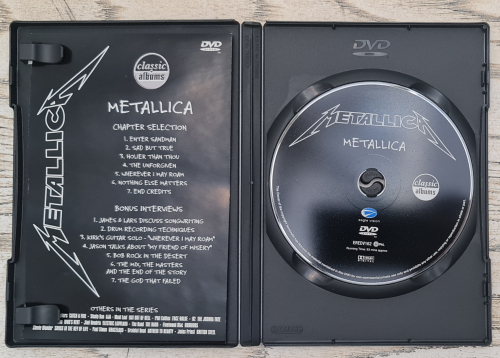 DVD
classic
albums
METALLICA
METALLICA
CHAPTER SELECTION
1. ENTER SANDMAN
2. SAD BUT TRUE
3. HOLIER THAN THOU
4. THE UNFORGIVEN
5. WHEREVER I MAY ROAM
6. NOTHING ELSE MATTERS
7. END CREDITS
BONUS INTERVIEWS
1. JAMES & LARS DISCUSS SONGWRITING
2. DRUM RECORDING TECHNIQUES
3. KIRK'S GUITAR SOLO - "WHEREVER I MAY ROAM"
4. JASON TALKS ABOUT "MY FRIEND OF MISERY"
5. BOB ROCK IN THE DESERT
6. THE MIX, THE MASTERS
AND THE END OF THE STORY
7. THE GOD THAT FAILED
OTHERS IN THE SERIES
DVD
METALLICA
METALLICA
classic
albums
eagle vision
DVD